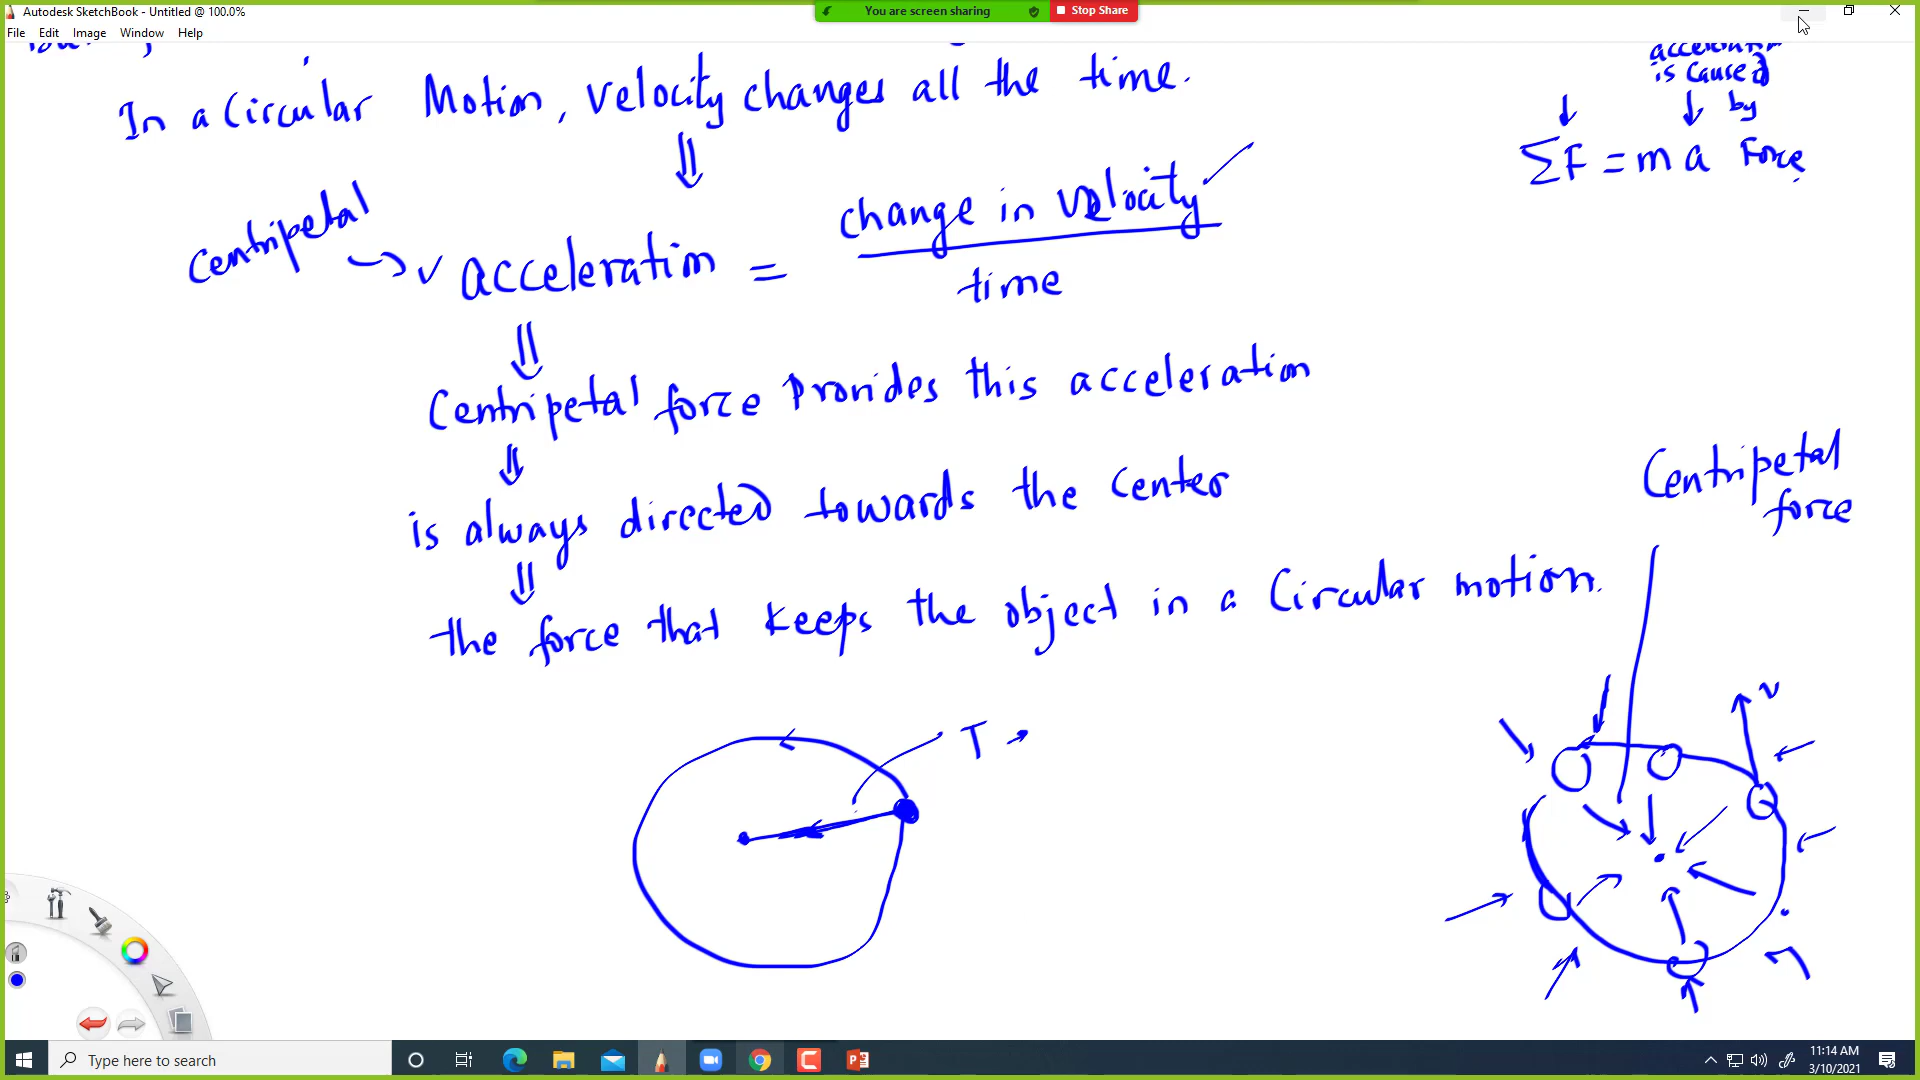 Autodesk SketchBook - Untitled @ 100.0%
You are screen sharing
Stop Share
File Edit Image Window Help
acceleration
is caused
by
In a Circular Motion, velocity changes all the time.
ΣF = ma Force
centripetal
acceleration = change in velocity
time
Centripetal force provides this acceleration
is always directed towards the center
Centripetal
force
the force that keeps the object in a Circular motion.
v
T
Type here to search
11:14 AM
3/10/2021